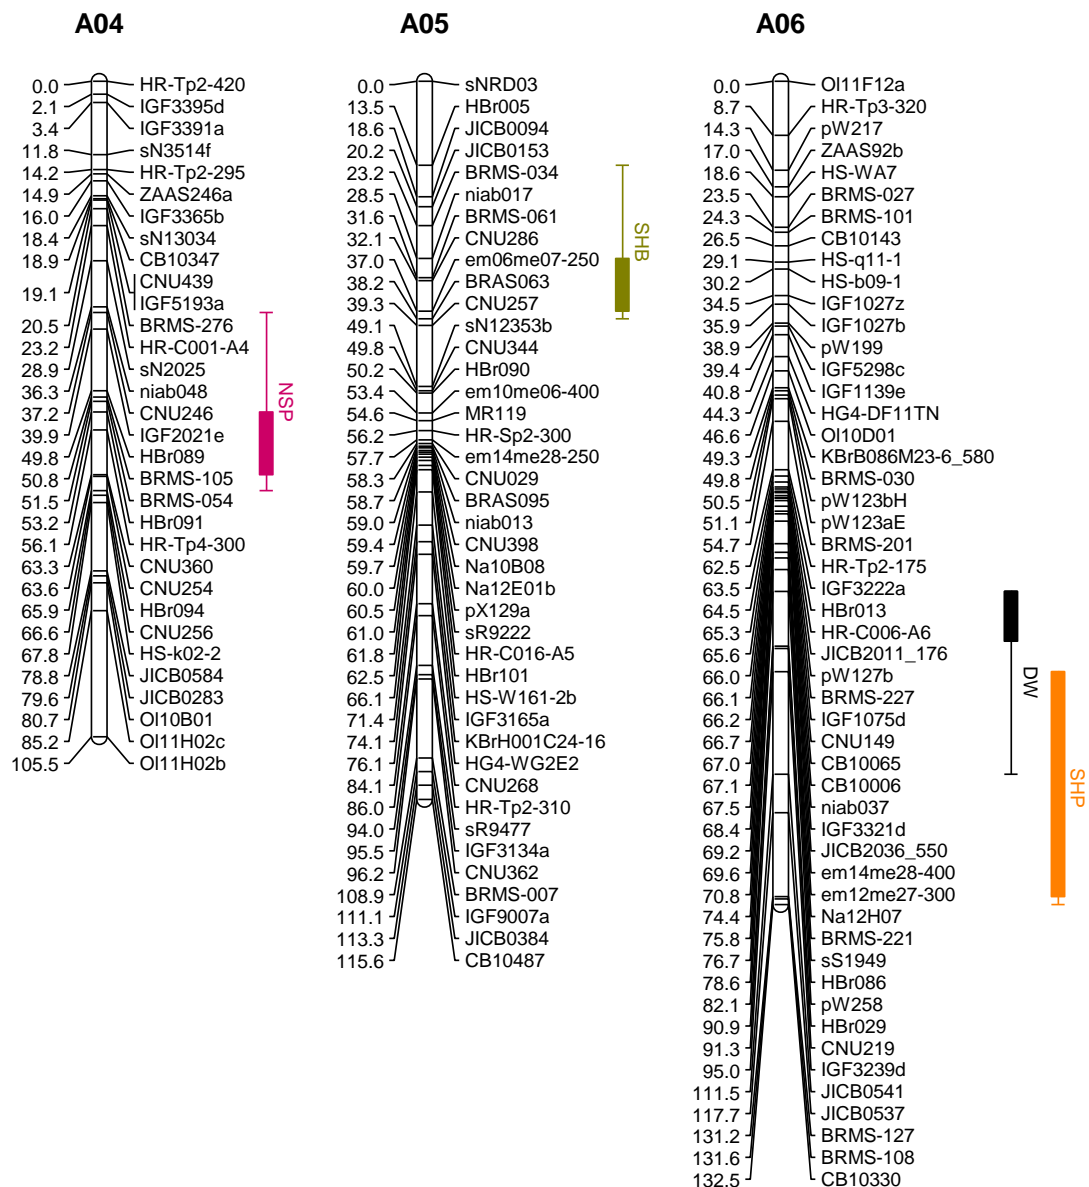 A04
0.0 HR-Tp2-420
2.1 IGF3395d
3.4 IGF3391a
11.8 sN3514f
14.2 HR-Tp2-295
14.9 ZAAS246a
16.0 IGF3365b
18.4 sN13034
18.9 CB10347
CNU439
19.1
IGF5193a
20.5 BRMS-276
23.2 HR-C001-A4
28.9 sN2025
36.3 niab048
37.2 CNU246
39.9 IGF2021e
49.8 HBr089
50.8 BRMS-105
51.5 BRMS-054
53.2 HBr091
56.1 HR-Tp4-300
63.3 CNU360
63.6 CNU254
65.9 HBr094
66.6 CNU256
67.8 HS-k02-2
78.8 JICB0584
79.6 JICB0283
80.7 Ol10B01
85.2 Ol11H02c
105.5 Ol11H02b
NSP
A05
0.0 sNRD03
13.5 HBr005
18.6 JICB0094
20.2 JICB0153
23.2 BRMS-034
28.5 niab017
31.6 BRMS-061
32.1 CNU286
37.0 em06me07-250
38.2 BRAS063
39.3 CNU257
49.1 sN12353b
49.8 CNU344
50.2 HBr090
53.4 em10me06-400
54.6 MR119
56.2 HR-Sp2-300
57.7 em14me28-250
58.3 CNU029
58.7 BRAS095
59.0 niab013
59.4 CNU398
59.7 Na10B08
60.0 Na12E01b
60.5 pX129a
61.0 sR9222
61.8 HR-C016-A5
62.5 HBr101
66.1 HS-W161-2b
71.4 IGF3165a
74.1 KBrH001C24-16
76.1 HG4-WG2E2
84.1 CNU268
86.0 HR-Tp2-310
94.0 sR9477
95.5 IGF3134a
96.2 CNU362
108.9 BRMS-007
111.1 IGF9007a
113.3 JICB0384
115.6 CB10487
SHB
A06
0.0 Ol11F12a
8.7 HR-Tp3-320
14.3 pW217
17.0 ZAAS92b
18.6 HS-WA7
23.5 BRMS-027
24.3 BRMS-101
26.5 CB10143
29.1 HS-q11-1
30.2 HS-b09-1
34.5 IGF1027z
35.9 IGF1027b
38.9 pW199
39.4 IGF5298c
40.8 IGF1139e
44.3 HG4-DF11TN
46.6 Ol10D01
49.3 KBrB086M23-6_580
49.8 BRMS-030
50.5 pW123bH
51.1 pW123aE
54.7 BRMS-201
62.5 HR-Tp2-175
63.5 IGF3222a
64.5 HBr013
65.3 HR-C006-A6
65.6 JICB2011_176
66.0 pW127b
66.1 BRMS-227
66.2 IGF1075d
66.7 CNU149
67.0 CB10065
67.1 CB10006
67.5 niab037
68.4 IGF3321d
69.2 JICB2036_550
69.6 em14me28-400
70.8 em12me27-300
74.4 Na12H07
75.8 BRMS-221
76.7 sS1949
78.6 HBr086
82.1 pW258
90.9 HBr029
91.3 CNU219
95.0 IGF3239d
111.5 JICB0541
117.7 JICB0537
131.2 BRMS-127
131.6 BRMS-108
132.5 CB10330
DW
SHP